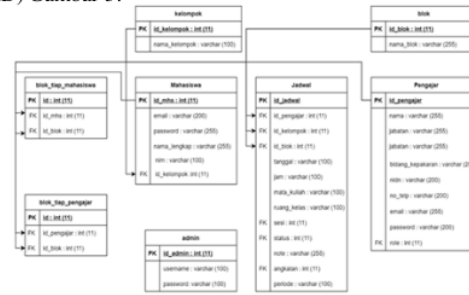 kelompok
PK id_kelompok : int (11)
nama_kelompok : varchar (100)
blok
PK id_blok : int (11)
nama_blok : varchar (255)
blok_tiap_mahasiswa
PK id : int (11)
FK id_mhs : int (11)
FK id_blok : int (11)
Mahasiswa
PK id_mhs : int (11)
email : varchar (200)
password : varchar (255)
nama_lengkap : varchar (255)
nim : varchar (100)
FK id_kelompok int (11)
Jadwal
PK id_jadwal
FK id_pengajar : int (11)
FK id_kelompok : int (11)
FK id_blok : int (11)
tanggal : varchar (100)
jam : varchar (100)
mata_kuliah : varchar (100)
ruang_kelas : varchar (100)
FK sesi : int (11)
FK status : int (11)
note : varchar (255)
FK angkatan : int (11)
periode : varchar (100)
Pengajar
PK id_pengajar
nama : varchar (255)
jabatan : varchar (255)
jabatan : varchar (255)
bidang_kepakaran : varchar (2
nidn : varchar (200)
no_telp : varchar (200)
email : varchar (255)
password : varchar (200)
FK role : int (11)
blok_tiap_pengajar
PK id : int (11)
FK id_pengajar : int (11)
FK id_blok : int (11)
admin
PK id_admin : int (11)
username : varchar (100)
password varchar (100)